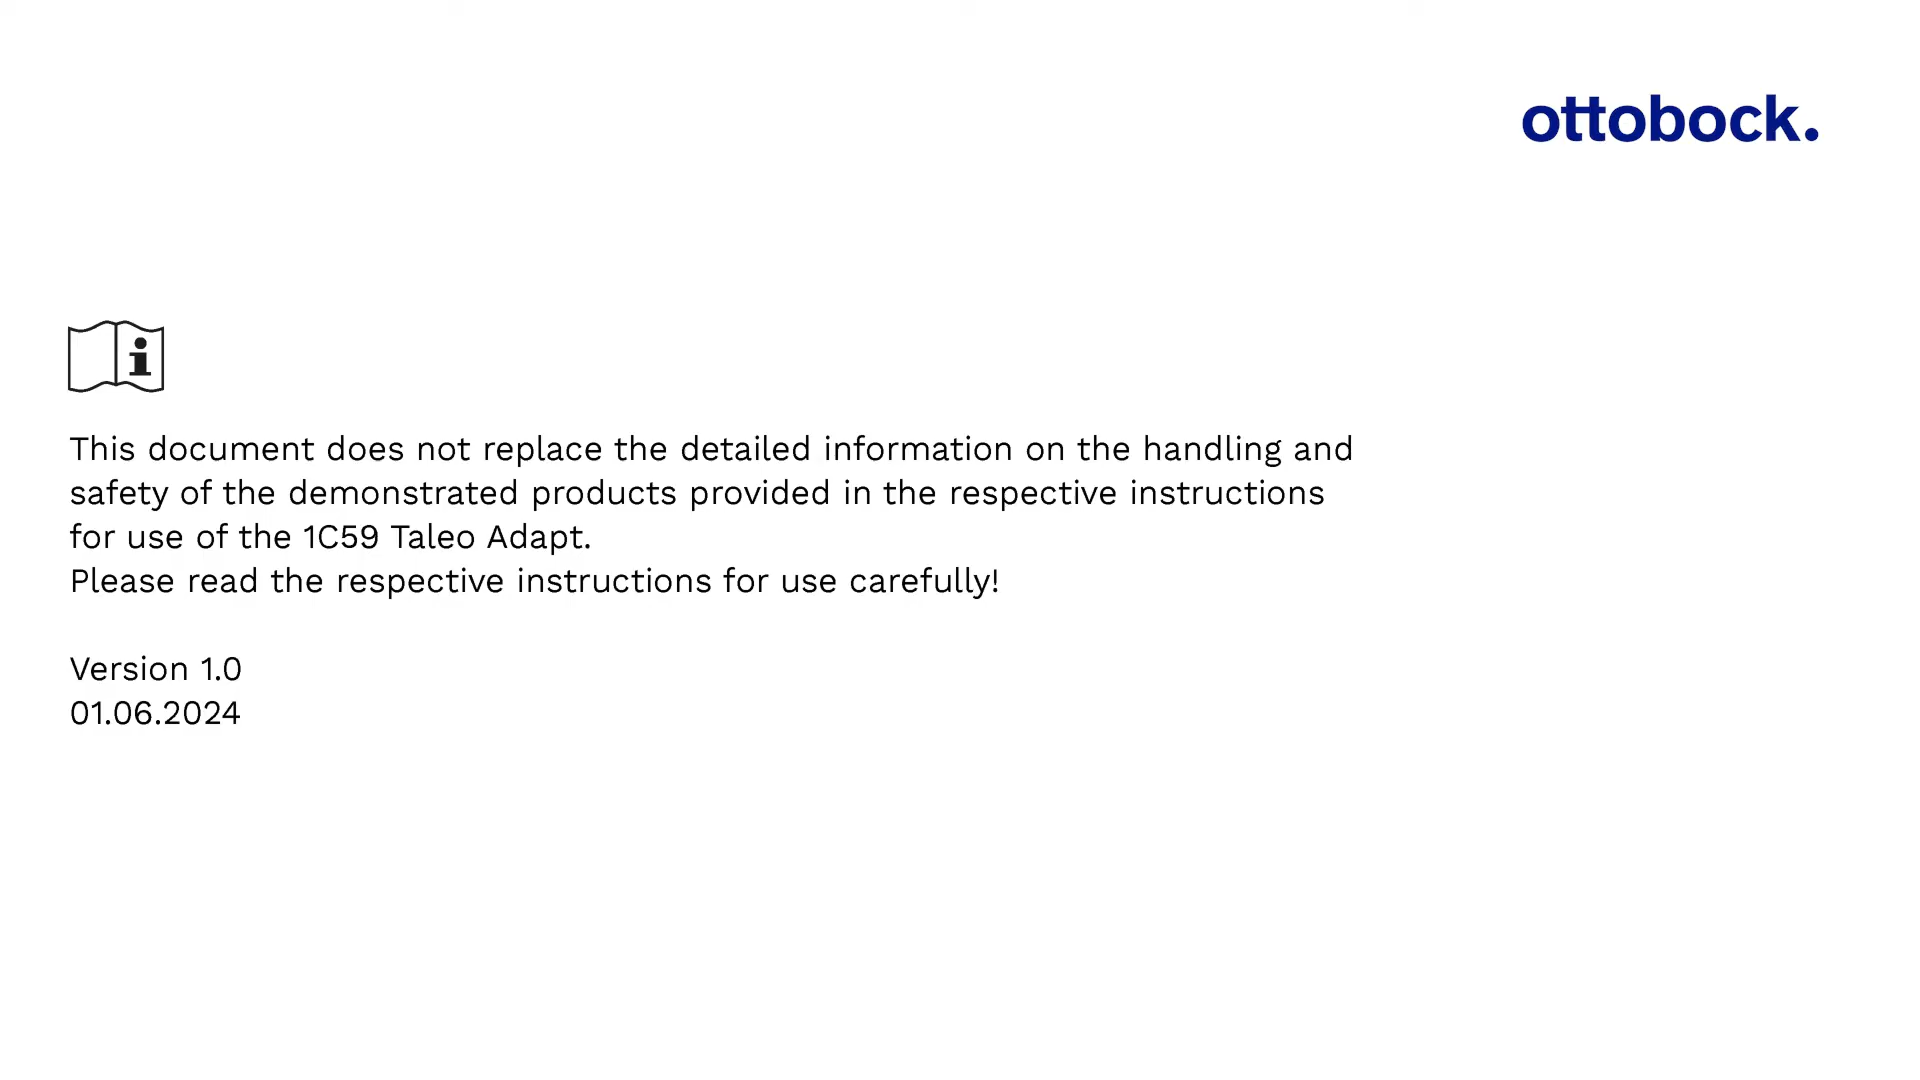 ottobock.
i
This document does not replace the detailed information on the handling and
safety of the demonstrated products provided in the respective instructions
for use of the 1C59 Taleo Adapt.
Please read the respective instructions for use carefully!
Version 1.0
01.06.2024